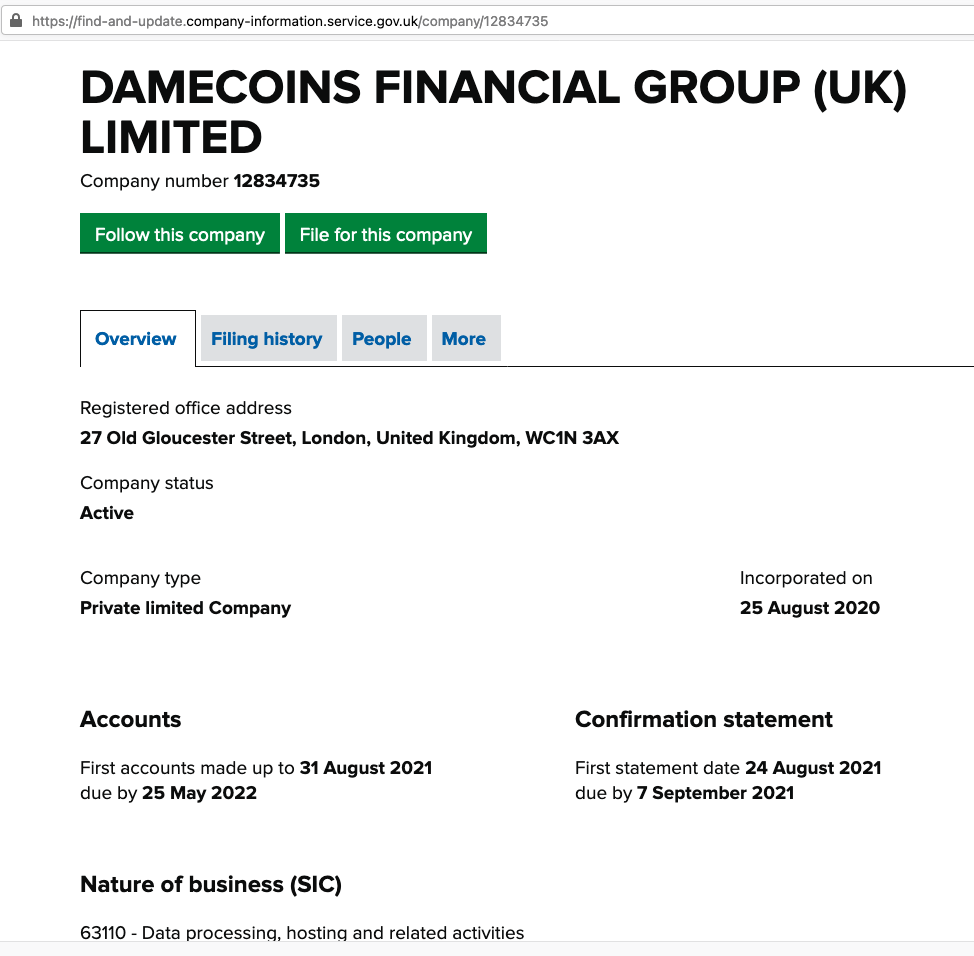 https://find-and-update.company-information.service.gov.uk/company/12834735
DAMECOINS FINANCIAL GROUP (UK)
LIMITED
Company number 12834735
Follow this company File for this company
Overview Filing history People More
Registered office address
27 Old Gloucester Street, London, United Kingdom, WC1N 3AX
Company status
Active
Company type Incorporated on
Private limited Company 25 August 2020
Accounts Confirmation statement
First accounts made up to 31 August 2021 First statement date 24 August 2021
due by 25 May 2022 due by 7 September 2021
Nature of business (SIC)
63110 - Data processing, hosting and related activities